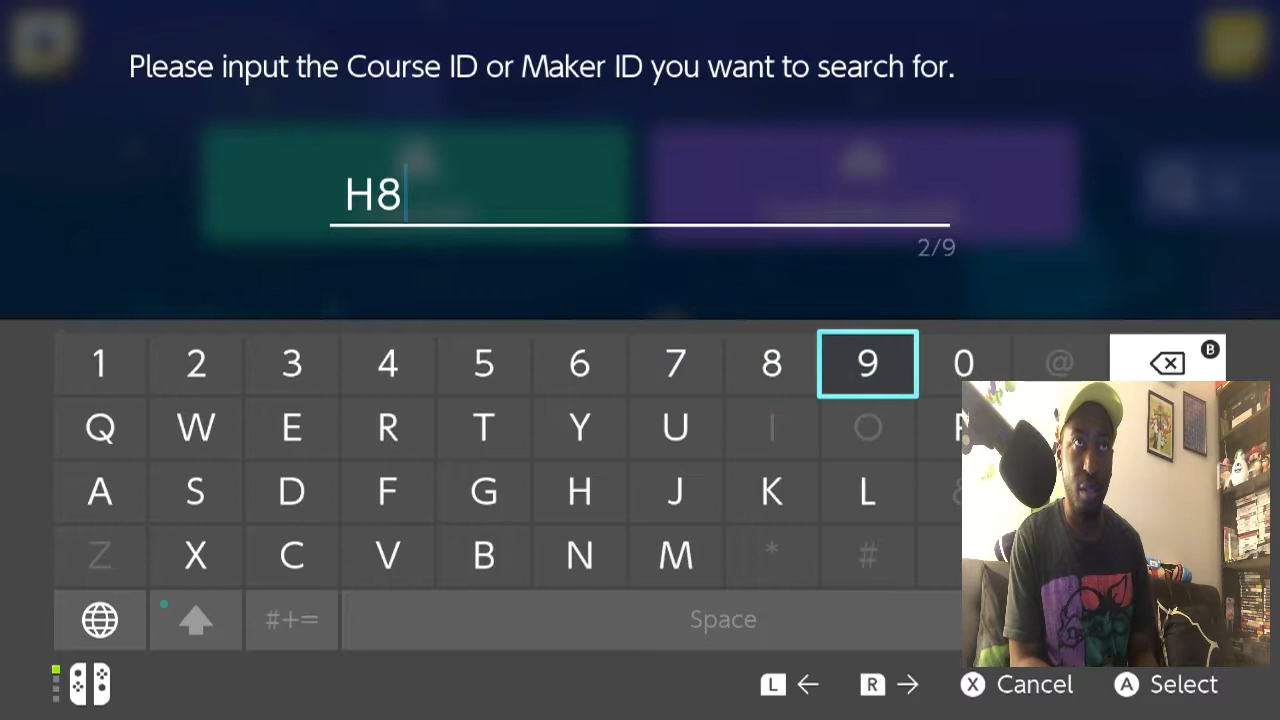 Please input the Course ID or Maker ID you want to search for.
H8
2/9
1 2 3 4 5 6 7 8 9 0 @ B
Q W E R T Y U I O
A S D F G H J K L
Z X C V B N M * #
#+= Space
L ← R → X Cancel A Select